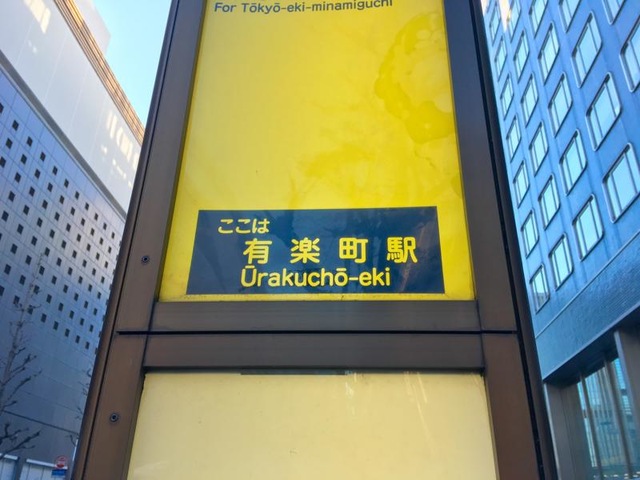 For Tōkyō-eki-minamiguchi
ここは
有楽町駅
Ūrakuchō-eki